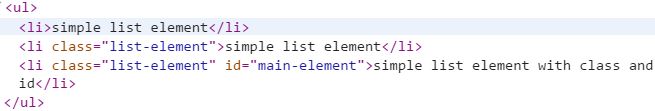 <ul>
<li>simple list element</li>
<li class="list-element">simple list element</li>
<li class="list-element" id="main-element">simple list element with class and
id</li>
</ul>